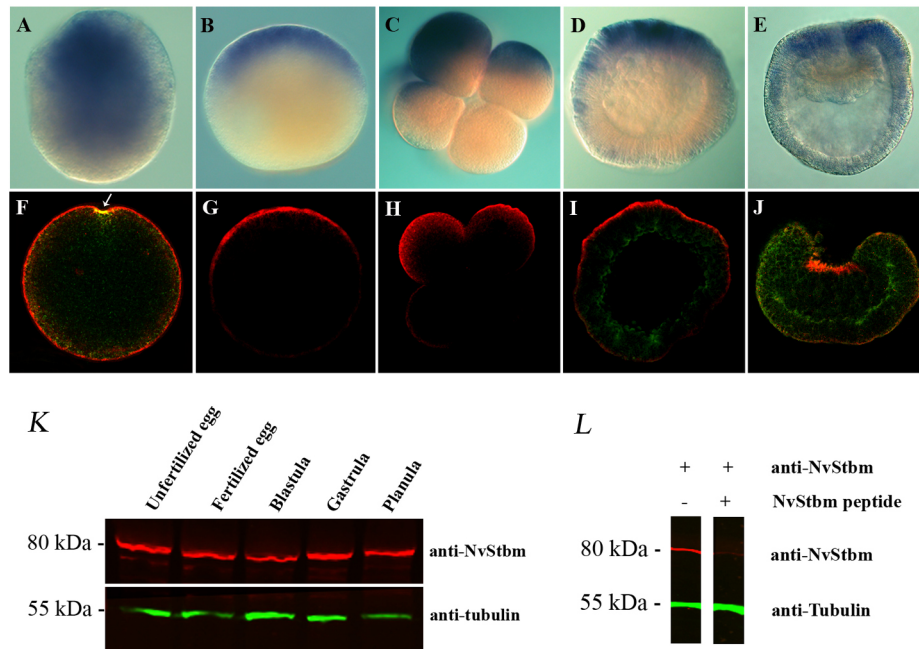 A B C D E
F G H I J
K L
Unfertilized egg
Fertilized egg
Blastula
Gastrula
Planula
80 kDa - anti-NvStbm
55 kDa - anti-tubulin
+ + anti-NvStbm
- + NvStbm peptide
80 kDa - anti-NvStbm
55 kDa - anti-Tubulin